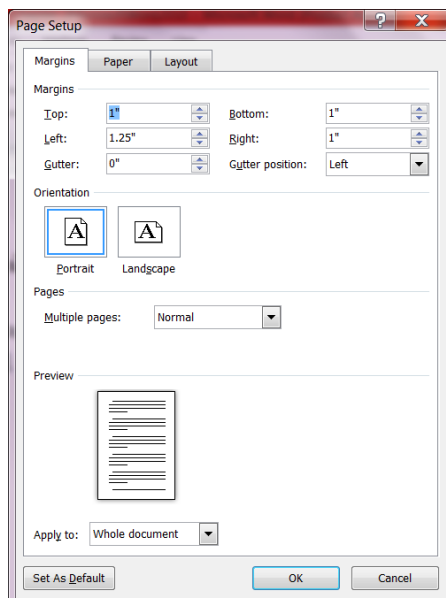 Page Setup
Margins Paper Layout
Margins
Top: 1" Bottom: 1"
Left: 1.25" Right: 1"
Gutter: 0" Gutter position: Left
Orientation
A A
Portrait Landscape
Pages
Multiple pages: Normal
Preview
Apply to: Whole document
Set As Default OK Cancel